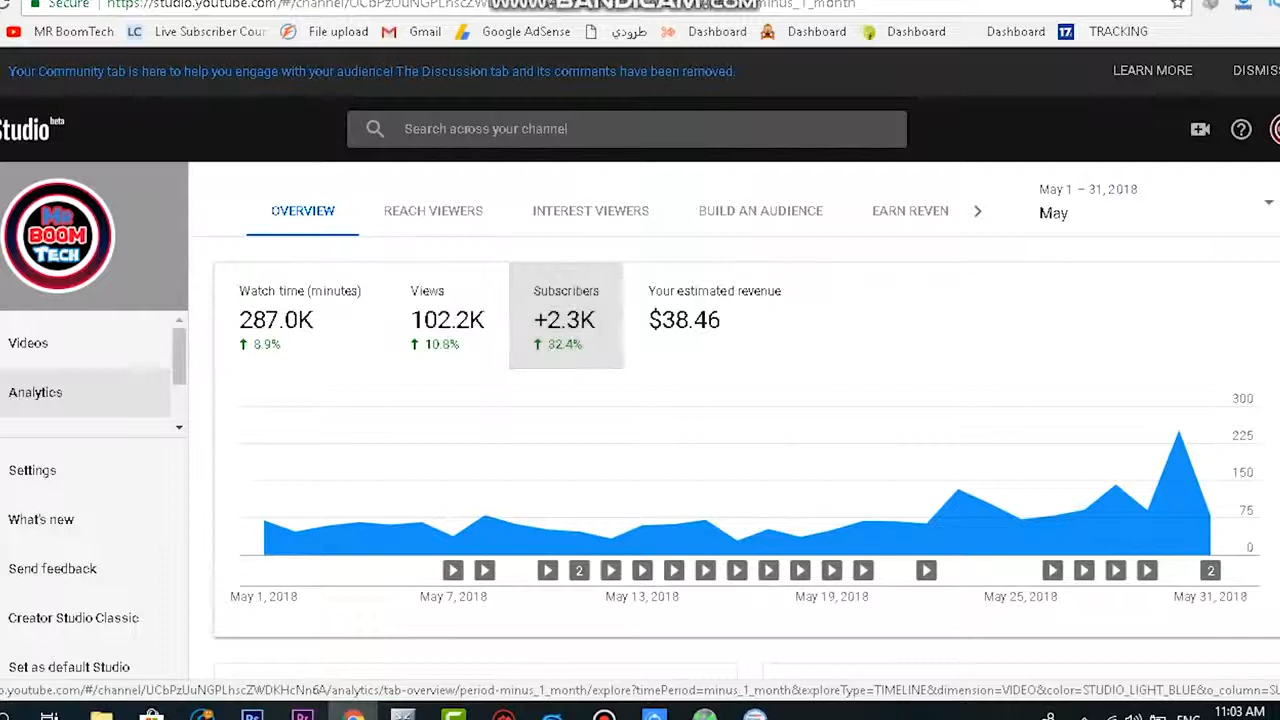 Secure
https://studio.youtube.com/#/channel/UCbPzUuNGPLhscZW
WWW.BANDICAM.COM
minus_1_month
MR BoomTech
LC
Live Subscriber Cour
File upload
Gmail
Google AdSense
طرودي
Dashboard
Dashboard
Dashboard
Dashboard
17
TRACKING
Your Community tab is here to help you engage with your audience! The Discussion tab and its comments have been removed.
LEARN MORE
DISMIS
Studio beta
Search across your channel
Mr
BOOM
TECH
OVERVIEW
REACH VIEWERS
INTEREST VIEWERS
BUILD AN AUDIENCE
EARN REVEN
May 1 – 31, 2018
May
Videos
Analytics
Settings
What's new
Send feedback
Creator Studio Classic
Set as default Studio
Watch time (minutes)
287.0K
8.9%
Views
102.2K
10.8%
Subscribers
+2.3K
32.4%
Your estimated revenue
$38.46
300
225
150
75
0
2
2
May 1, 2018
May 7, 2018
May 13, 2018
May 19, 2018
May 25, 2018
May 31, 2018
o.youtube.com/#/channel/UCbPzUuNGPLhscZWDKHcNn6A/analytics/tab-overview/period-minus_1_month/explore?timePeriod=minus_1_month&exploreType=TIMELINE&dimension=VIDEO&color=STUDIO_LIGHT_BLUE&o_column=SU
Ps
Pr
ENG
11:03 AM